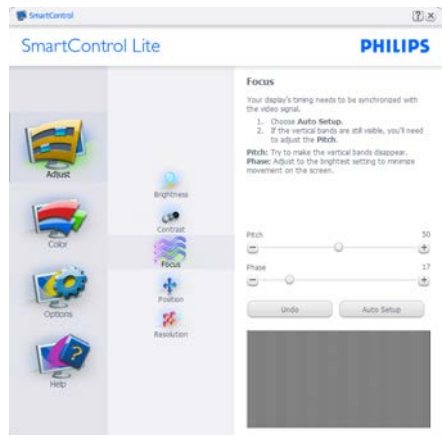 SmartControl
SmartControl Lite
PHILIPS
Adjust
Color
Options
Help
Brightness
Contrast
Focus
Position
Resolution
Focus
Your display's timing needs to be synchronized with
the video signal.
1. Choose Auto Setup.
2. If the vertical bands are still visible, you'll need
to adjust the Pitch.
Pitch: Try to make the vertical bands disappear.
Phase: Adjust to the brightest setting to minimize
movement on the screen.
Pitch 50
Phase 17
Undo Auto Setup